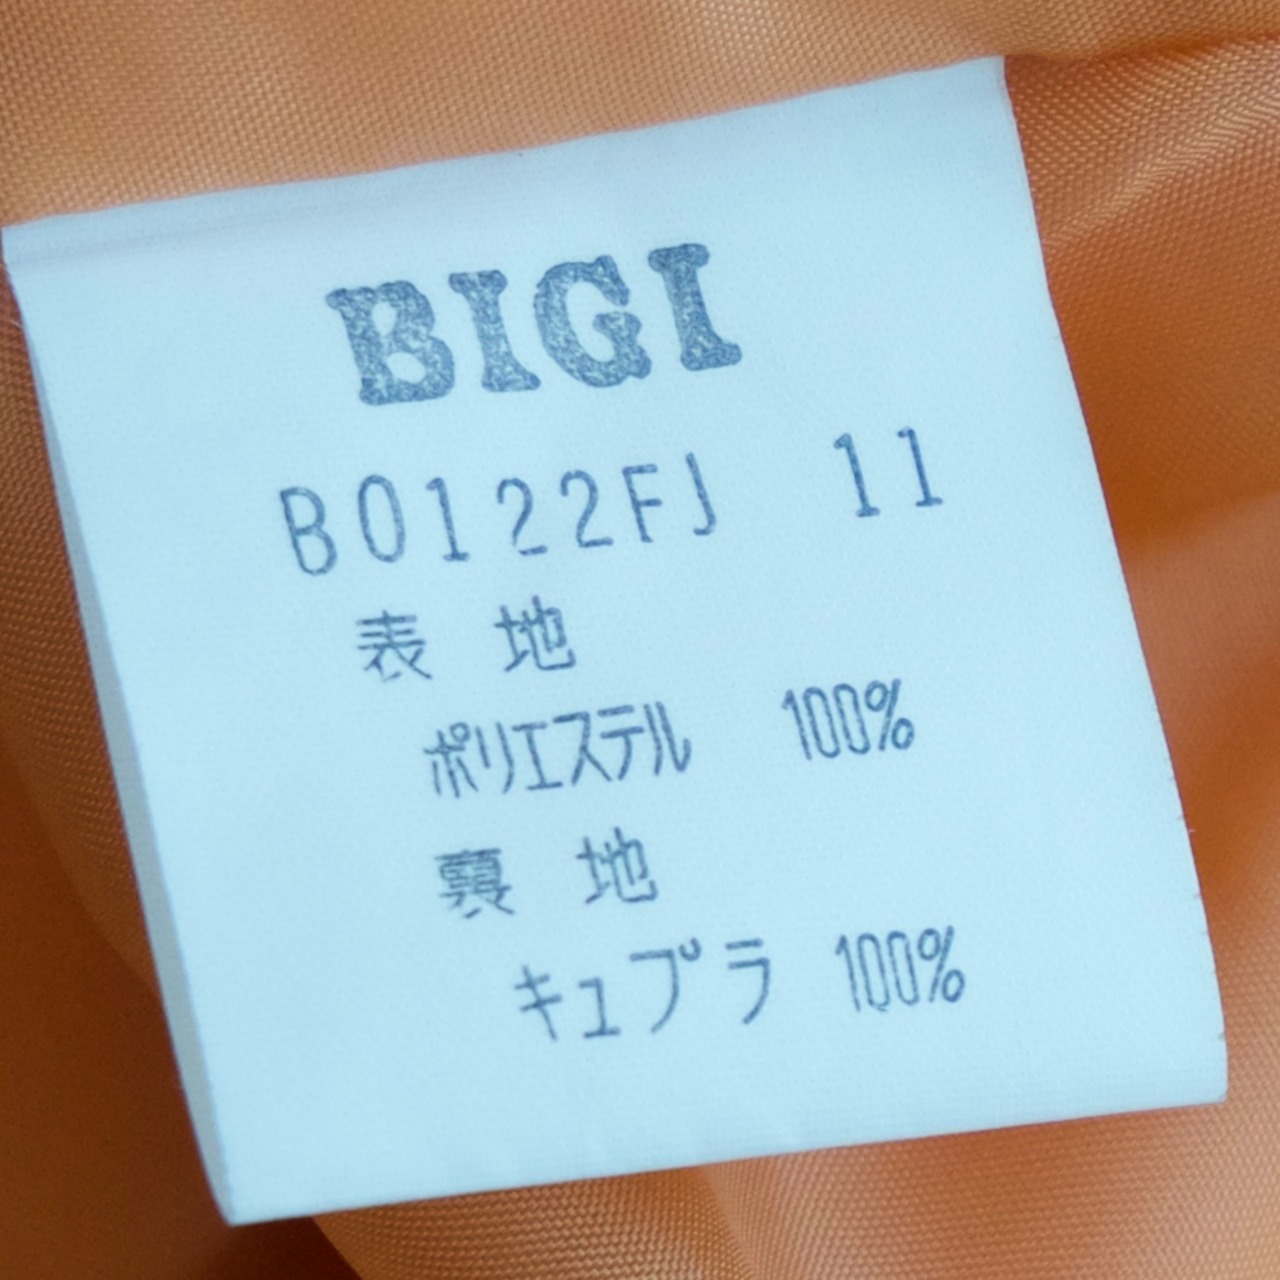 BIGI
B0122FJ 11
表 地
ポリエステル 100%
裏 地
キュプラ 100%